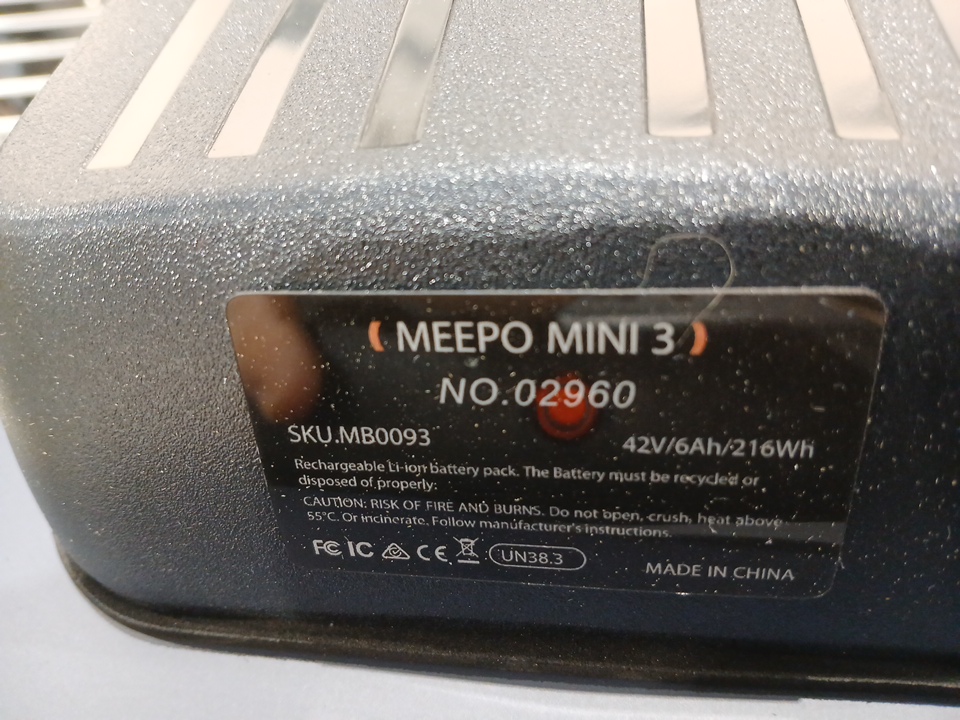 ( MEEPO MINI 3 )
NO.02960
SKU.MB0093
42V/6Ah/216Wh
Rechargeable Li-ion battery pack. The Battery must be recycled or
disposed of properly:
CAUTION: RISK OF FIRE AND BURNS. Do not open, crush, heat above
55°C. Or incinerate. Follow manufacturer's instructions.
FC IC CE UN38.3
MADE IN CHINA